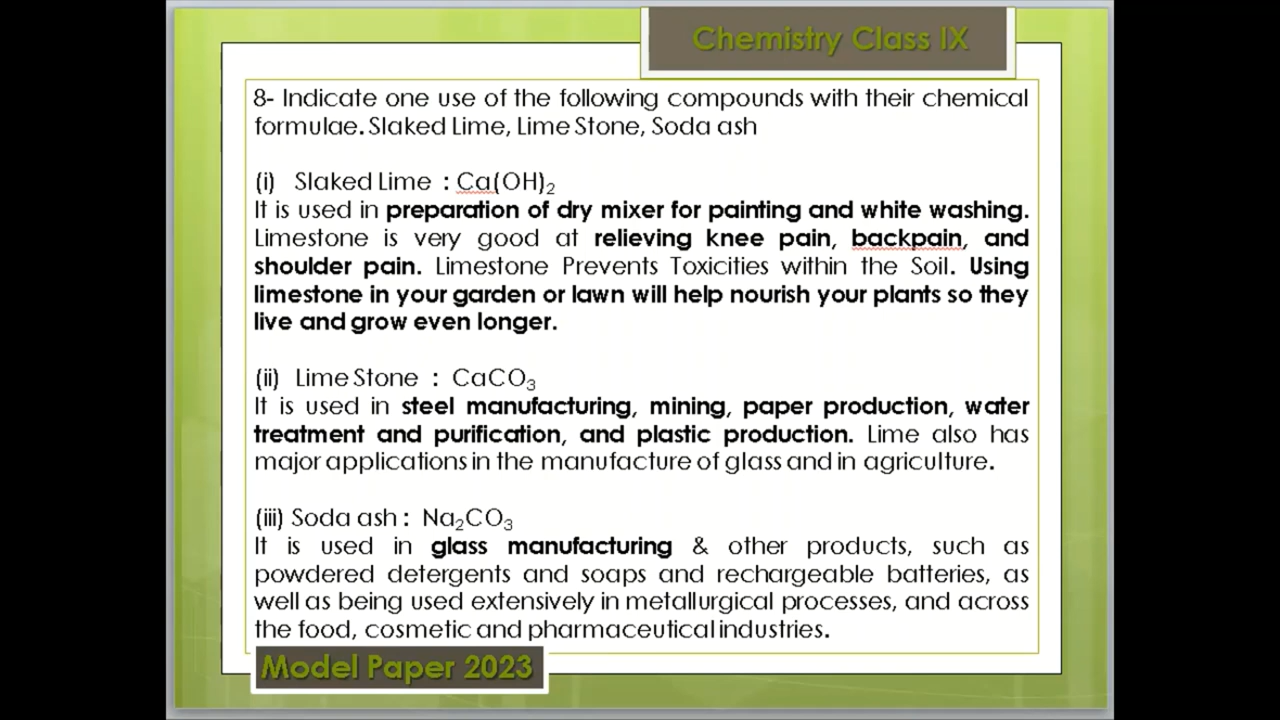 Chemistry Class IX
8- Indicate one use of the following compounds with their chemical
formulae. Slaked Lime, Lime Stone, Soda ash
(i) Slaked Lime : Ca(OH)₂
It is used in preparation of dry mixer for painting and white washing.
Limestone is very good at relieving knee pain, backpain, and
shoulder pain. Limestone Prevents Toxicities within the Soil. Using
limestone in your garden or lawn will help nourish your plants so they
live and grow even longer.
(ii) Lime Stone : CaCO₃
It is used in steel manufacturing, mining, paper production, water
treatment and purification, and plastic production. Lime also has
major applications in the manufacture of glass and in agriculture.
(iii) Soda ash : Na₂CO₃
It is used in glass manufacturing & other products, such as
powdered detergents and soaps and rechargeable batteries, as
well as being used extensively in metallurgical processes, and across
the food, cosmetic and pharmaceutical industries.
Model Paper 2023